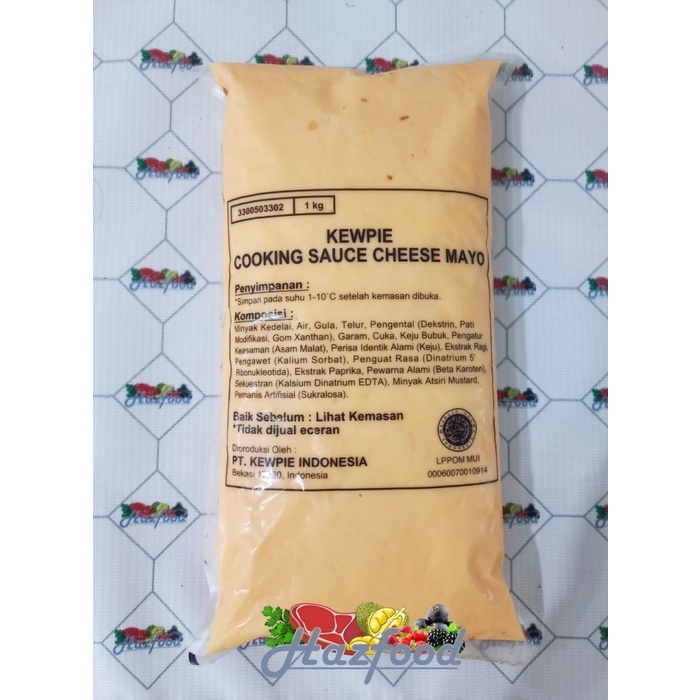 3300503302 1 kg
KEWPIE
COOKING SAUCE CHEESE MAYO
Penyimpanan :
*Simpan pada suhu 1-10°C setelah kemasan dibuka.
Komposisi :
Minyak Kedelai, Air, Gula, Telur, Pengental (Dekstrin, Pati
Modifikasi, Gom Xanthan), Garam, Cuka, Keju Bubuk, Pengatur
Keasaman (Asam Malat), Perisa Identik Alami (Keju), Ekstrak Ragi,
Pengawet (Kalium Sorbat), Penguat Rasa (Dinatrium 5'
Ribonukleotida), Ekstrak Paprika, Pewarna Alami (Beta Karoten),
Sekuestran (Kalsium Dinatrium EDTA), Minyak Atsiri Mustard,
Pemanis Artifisial (Sukralosa).
Baik Sebelum : Lihat Kemasan
*Tidak dijual eceran
Diproduksi Oleh :
PT. KEWPIE INDONESIA
Bekasi Indonesia
LPPOM MUI
00060070010914
Hazfood